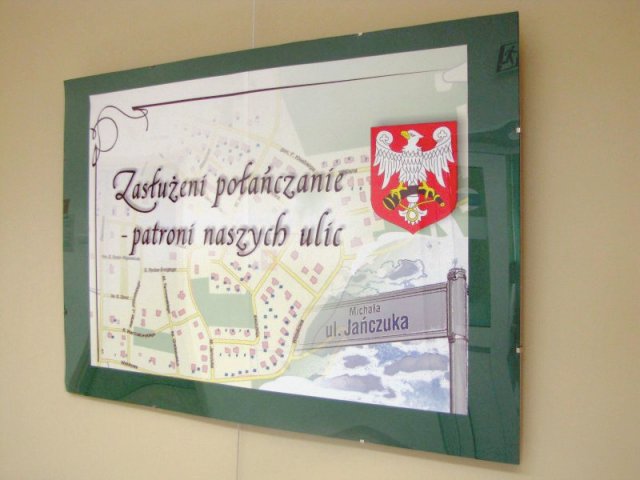 Zasłużeni połańczanie
- patroni naszych ulic
Michała
ul. Jańczuka